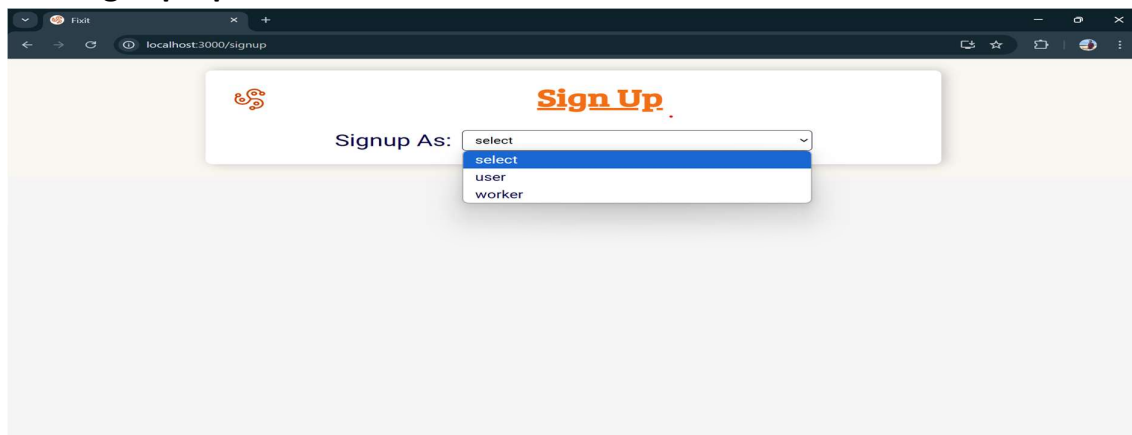 Fixit
localhost:3000/signup
Sign Up
Signup As: select
select
user
worker